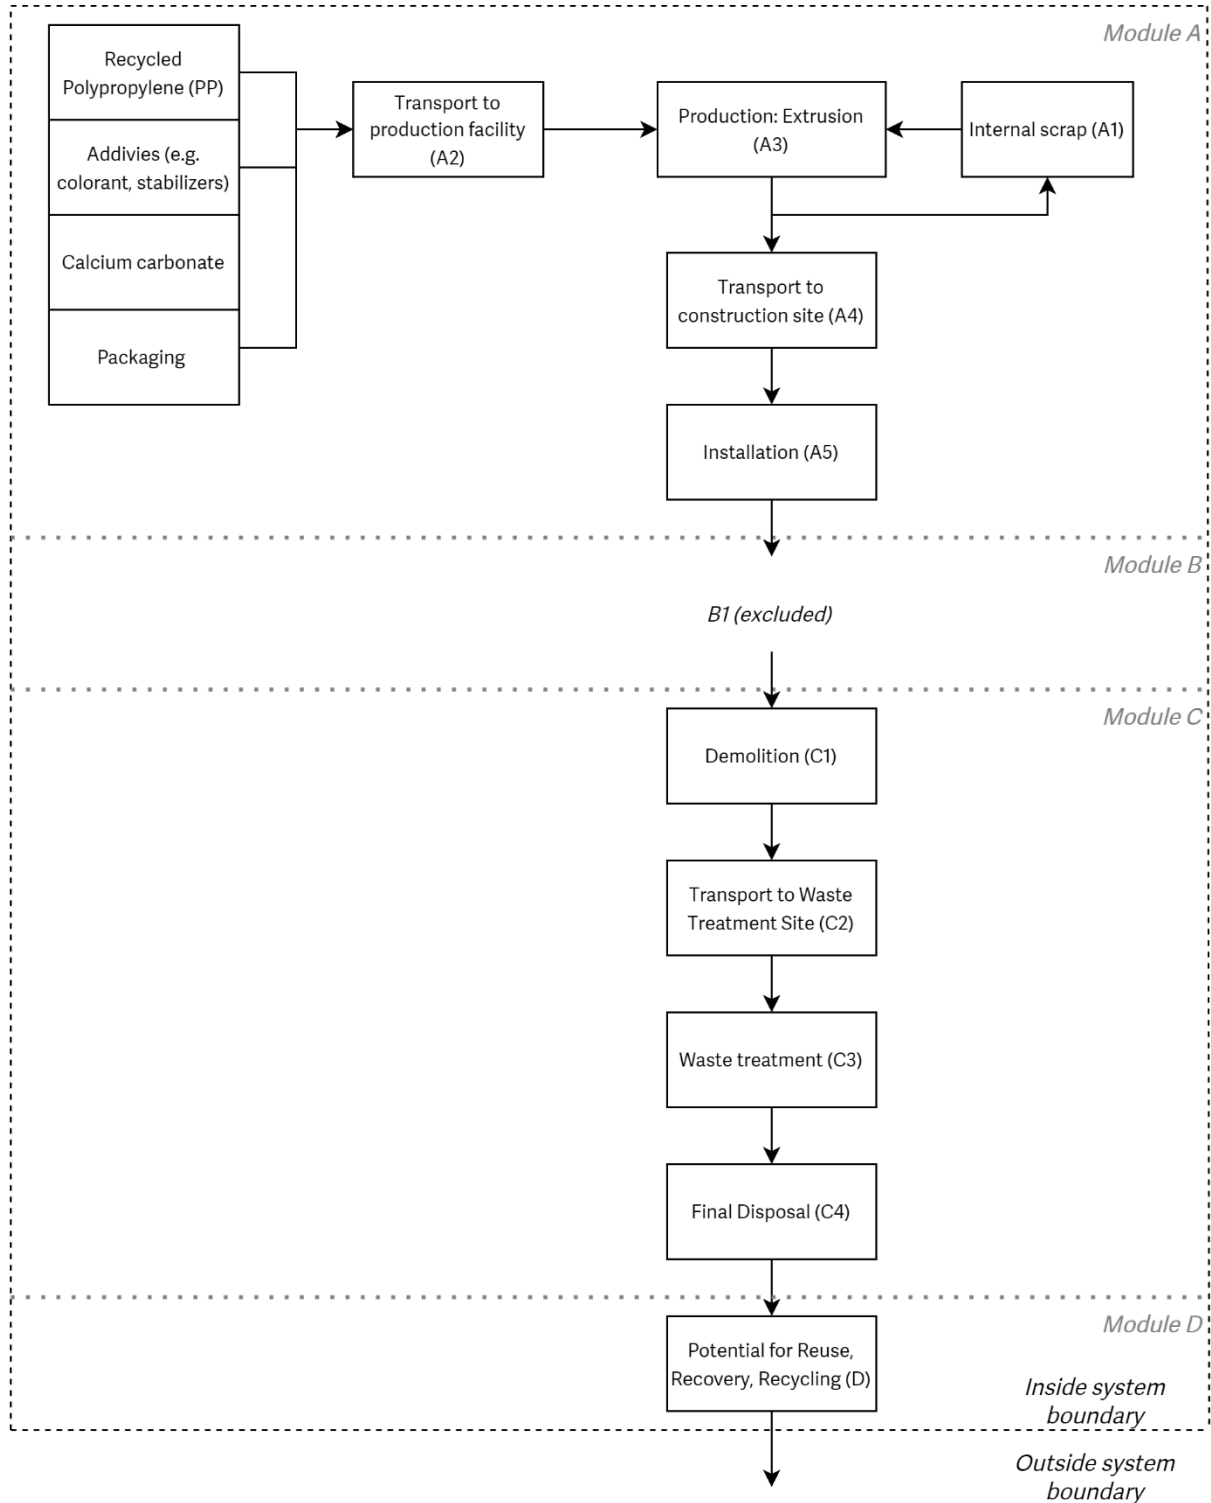 Module A
Recycled
Polypropylene (PP)
Addivies (e.g.
colorant, stabilizers)
Calcium carbonate
Packaging
Transport to
production facility
(A2)
Production: Extrusion
(A3)
Internal scrap (A1)
Transport to
construction site (A4)
Installation (A5)
Module B
B1 (excluded)
Module C
Demolition (C1)
Transport to Waste
Treatment Site (C2)
Waste treatment (C3)
Final Disposal (C4)
Module D
Potential for Reuse,
Recovery, Recycling (D)
Inside system
boundary
Outside system
boundary